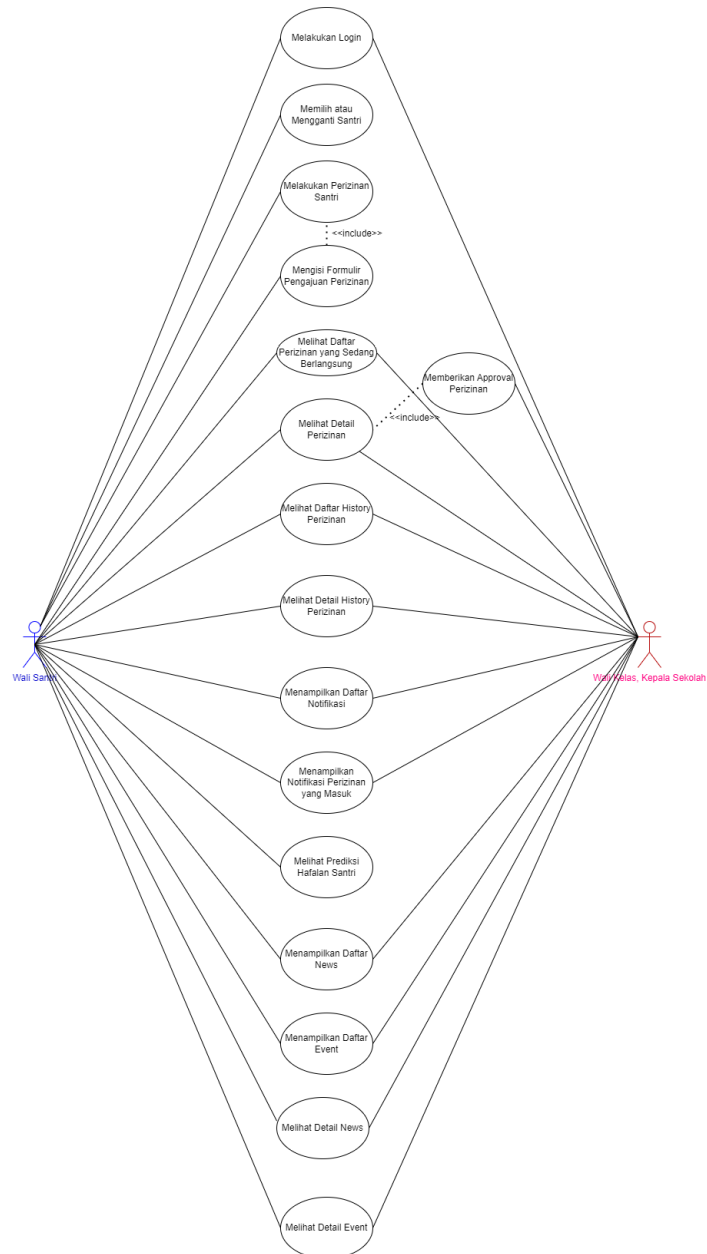 Melakukan Login
Memilih atau
Mengganti Santri
Melakukan Perizinan
Santri
<<include>>
Mengisi Formulir
Pengajuan Perizinan
Melihat Daftar
Perizinan yang Sedang
Berlangsung
Memberikan Approval
Perizinan
<<include>>
Melihat Detail
Perizinan
Melihat Daftar History
Perizinan
Melihat Detail History
Perizinan
Wali Santri
Wali Kelas, Kepala Sekolah
Menampilkan Daftar
Notifikasi
Menampilkan
Notifikasi Perizinan
yang Masuk
Melihat Prediksi
Hafalan Santri
Menampilkan Daftar
News
Menampilkan Daftar
Event
Melihat Detail News
Melihat Detail Event